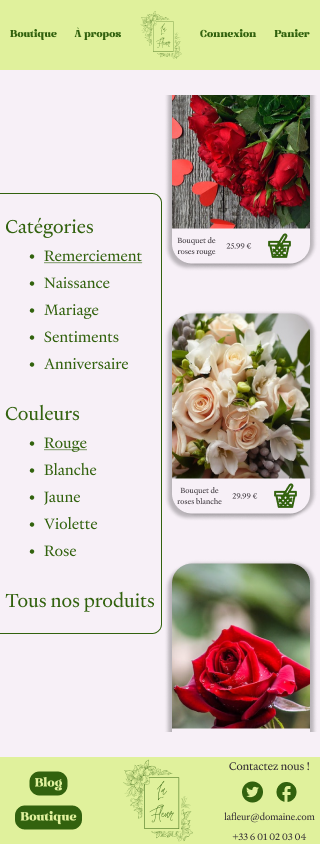 Boutique
À propos
La
Fleur
Connexion
Panier
Bouquet de
roses rouge
25.99 €
Catégories
Remerciement
Naissance
Mariage
Sentiments
Anniversaire
Couleurs
Rouge
Blanche
Jaune
Violette
Rose
Tous nos produits
Bouquet de
roses blanche
29.99 €
Blog
Boutique
La
Fleur
Contactez nous !
lafleur@domaine.com
+33 6 01 02 03 04